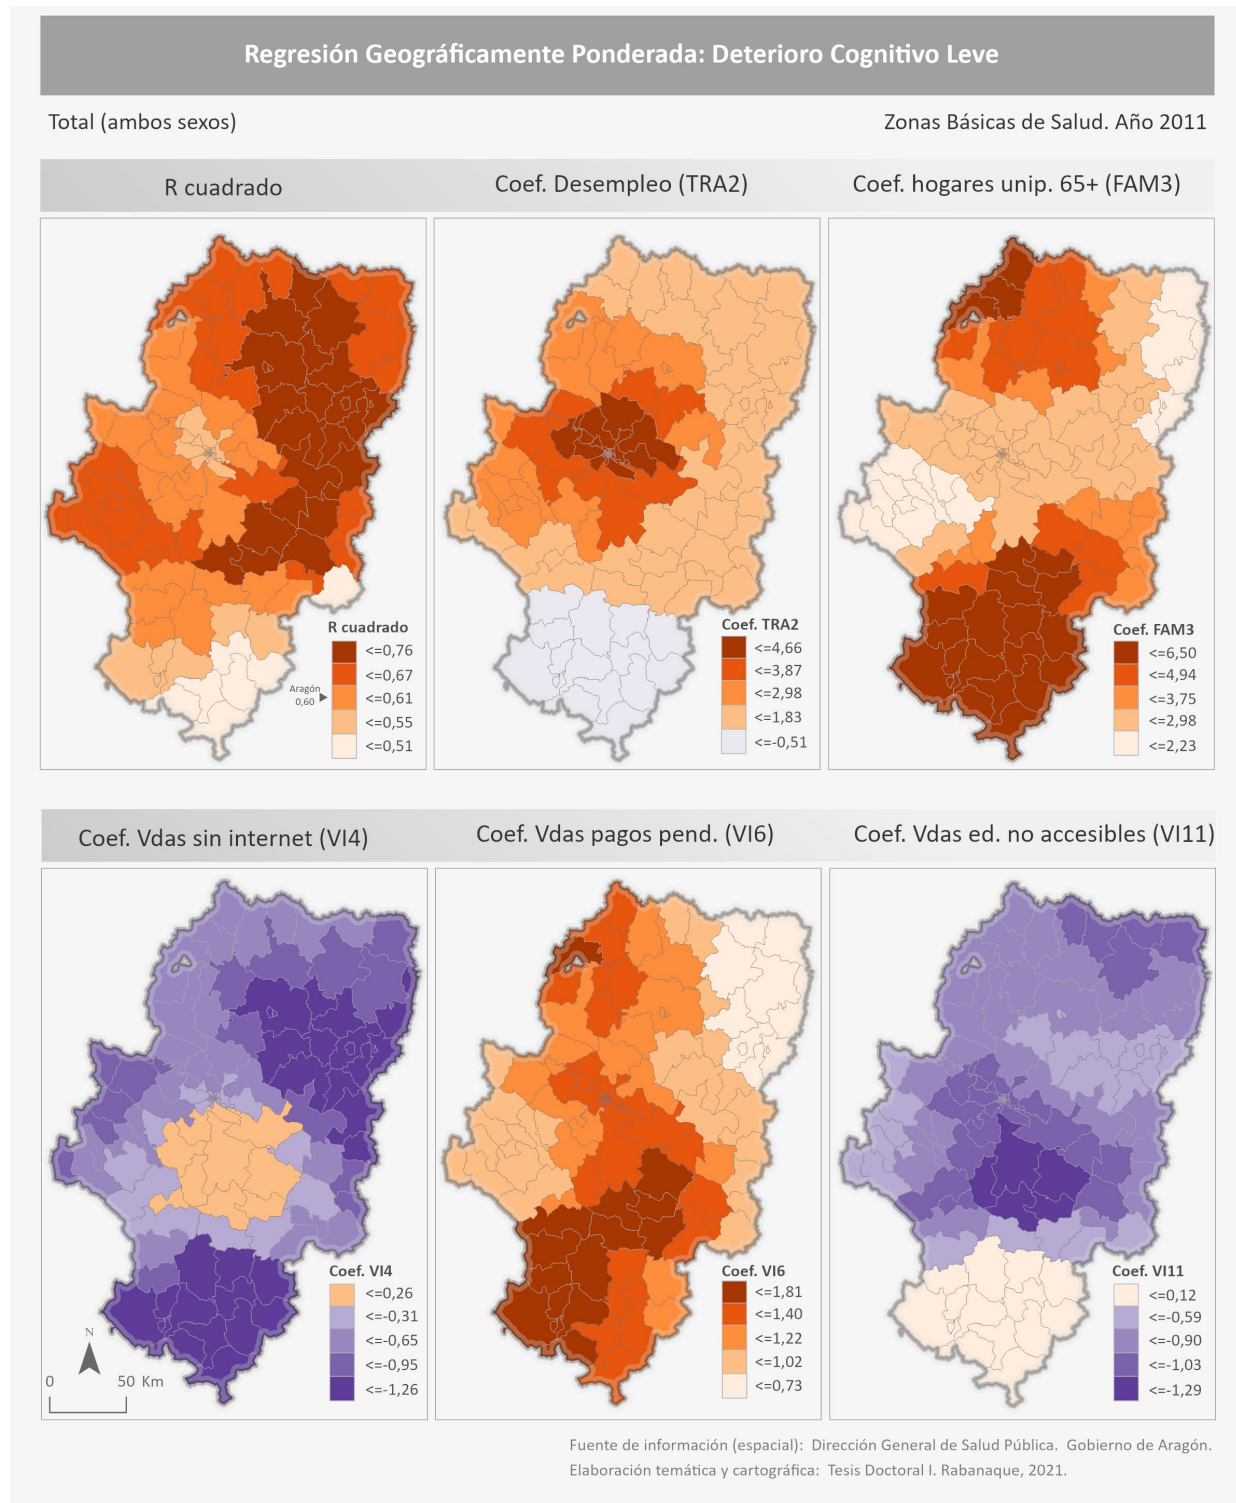 Regresión Geográficamente Ponderada: Deterioro Cognitivo Leve
Total (ambos sexos)
Zonas Básicas de Salud. Año 2011
R cuadrado
Coef. Desempleo (TRA2)
Coef. hogares unip. 65+ (FAM3)
R cuadrado
<=0,76
<=0,67
<=0,61
<=0,55
<=0,51
Aragón
0,60
Coef. TRA2
<=4,66
<=3,87
<=2,98
<=1,83
<=-0,51
Coef. FAM3
<=6,50
<=4,94
<=3,75
<=2,98
<=2,23
Coef. Vdas sin internet (VI4)
Coef. Vdas pagos pend. (VI6)
Coef. Vdas ed. no accesibles (VI11)
Coef. VI4
<=0,26
<=-0,31
<=-0,65
<=-0,95
<=-1,26
N
0 50 Km
Coef. VI6
<=1,81
<=1,40
<=1,22
<=1,02
<=0,73
Coef. VI11
<=0,12
<=-0,59
<=-0,90
<=-1,03
<=-1,29
Fuente de información (espacial): Dirección General de Salud Pública. Gobierno de Aragón.
Elaboración temática y cartográfica: Tesis Doctoral I. Rabanaque, 2021.